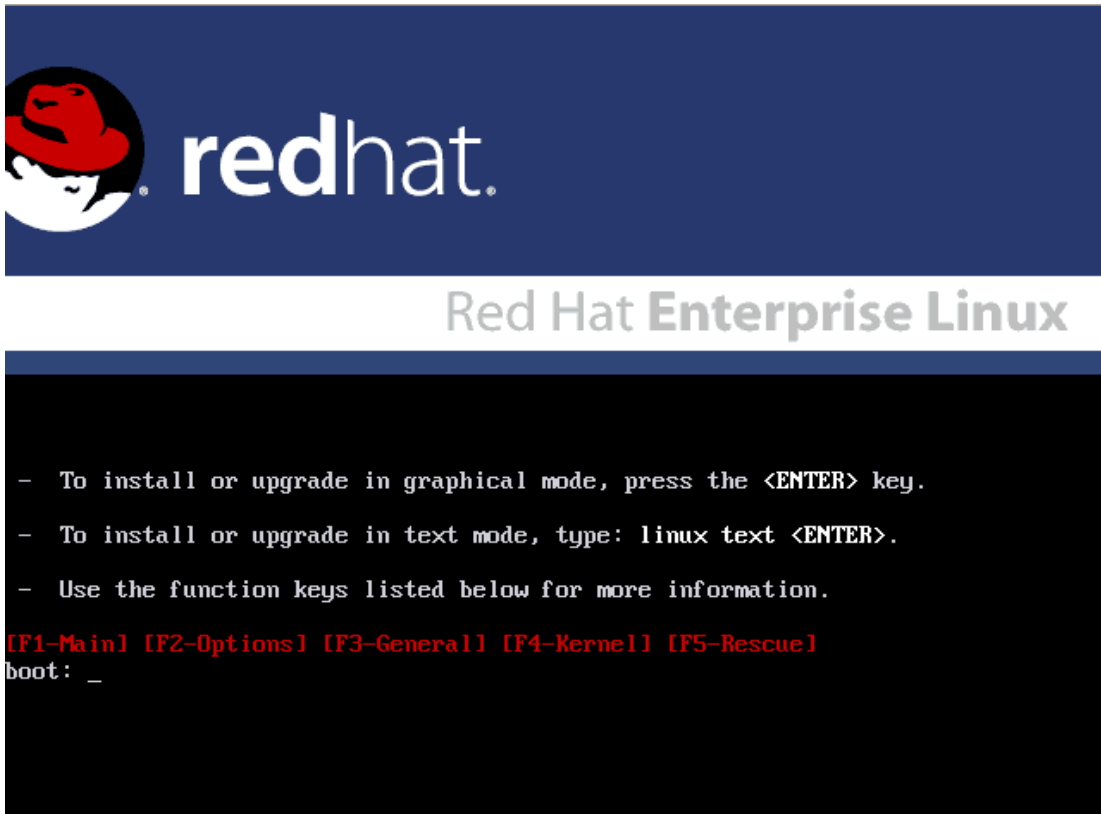 redhat.
Red Hat Enterprise Linux
- To install or upgrade in graphical mode, press the <ENTER> key.
- To install or upgrade in text mode, type: linux text <ENTER>.
- Use the function keys listed below for more information.
[F1-Main] [F2-Options] [F3-General] [F4-Kernel] [F5-Rescue]
boot: _